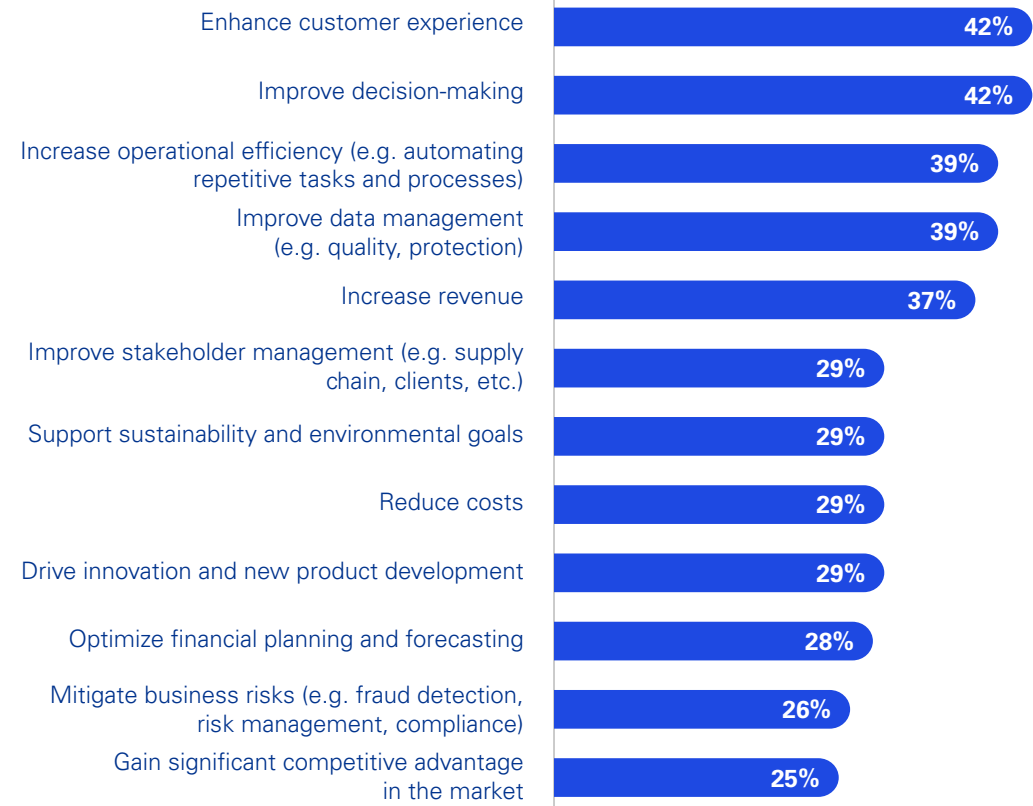 Enhance customer experience
42%
Improve decision-making
42%
Increase operational efficiency (e.g. automating
repetitive tasks and processes)
39%
Improve data management
(e.g. quality, protection)
39%
Increase revenue
37%
Improve stakeholder management (e.g. supply
chain, clients, etc.)
29%
Support sustainability and environmental goals
29%
Reduce costs
29%
Drive innovation and new product development
29%
Optimize financial planning and forecasting
28%
Mitigate business risks (e.g. fraud detection,
risk management, compliance)
26%
Gain significant competitive advantage
in the market
25%